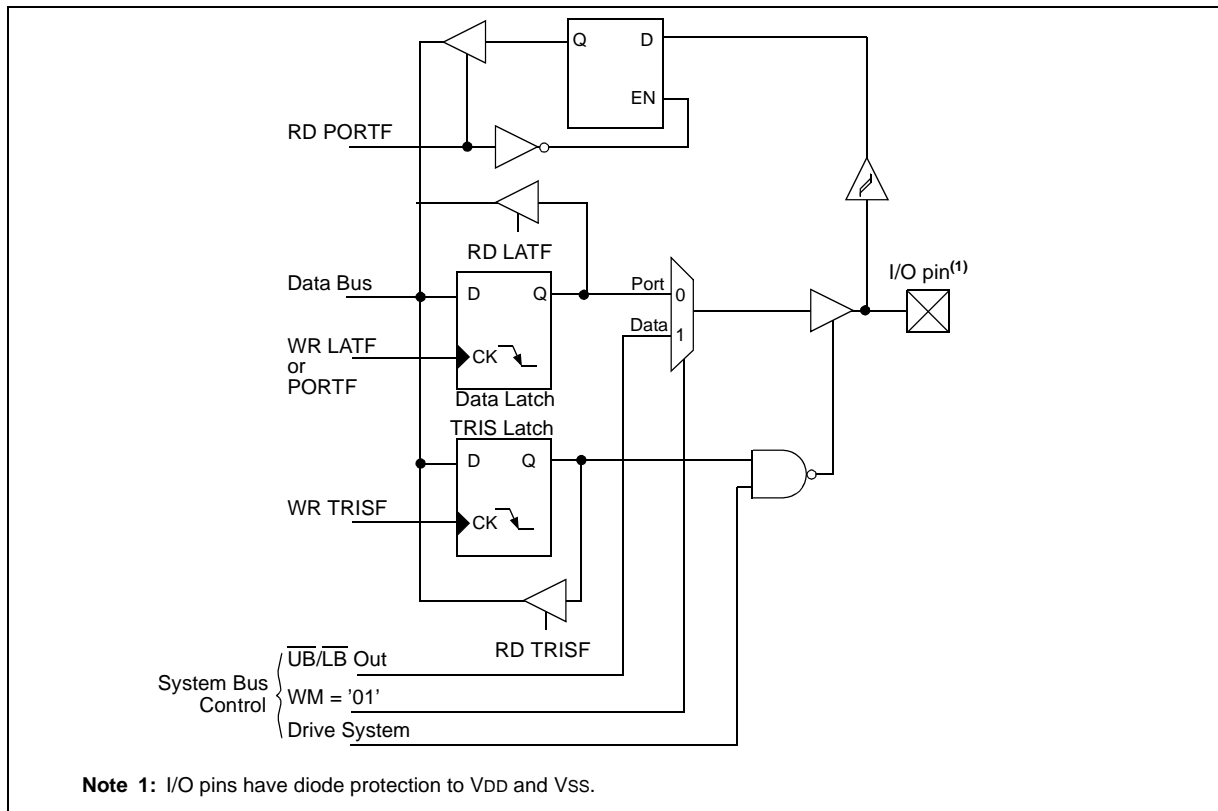 Q D
EN
RD PORTF
RD LATF
I/O pin(1)
Data Bus
D Q
Port 0
Data 1
WR LATF
or
PORTF
CK
Data Latch
TRIS Latch
D Q
WR TRISF
CK
RD TRISF
System Bus
Control
U̅B̅/L̅B̅ Out
WM = '01'
Drive System
Note 1: I/O pins have diode protection to VDD and VSS.